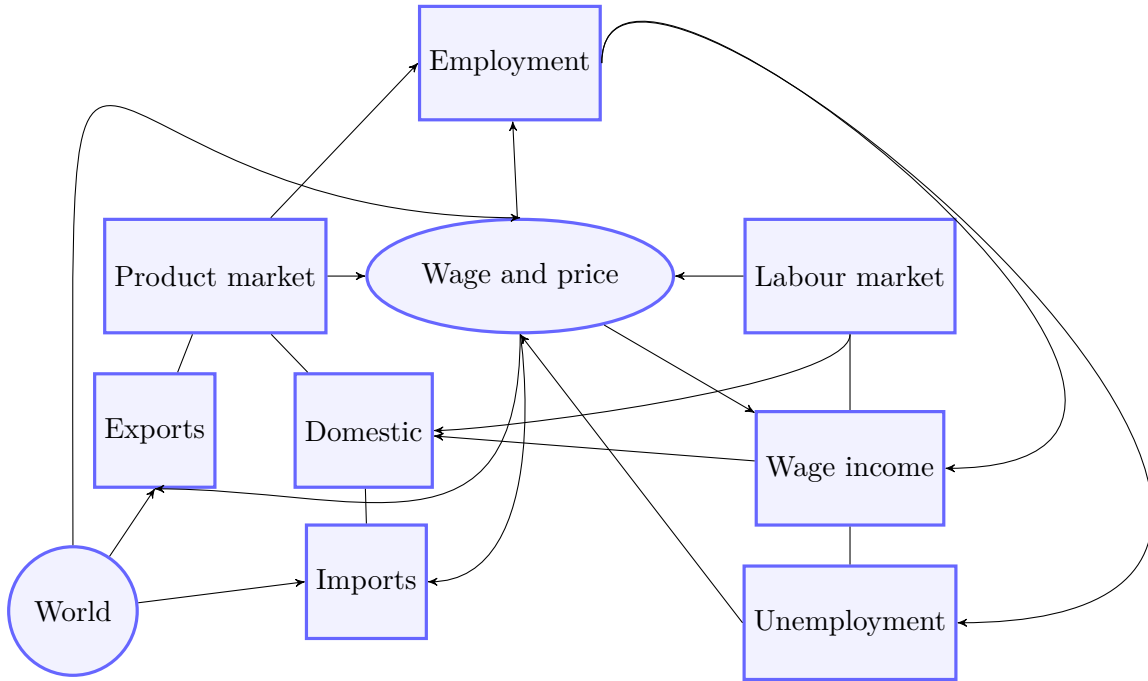 Employment
Product market
Wage and price
Labour market
Exports
Domestic
Wage income
Imports
World
Unemployment